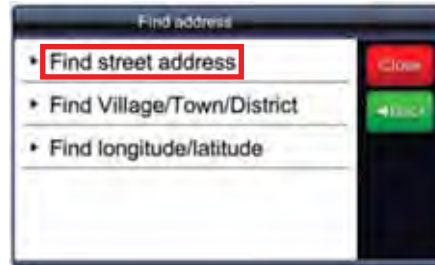 Find address
Find street address
Close
Find Village/Town/District
Back
Find longitude/latitude